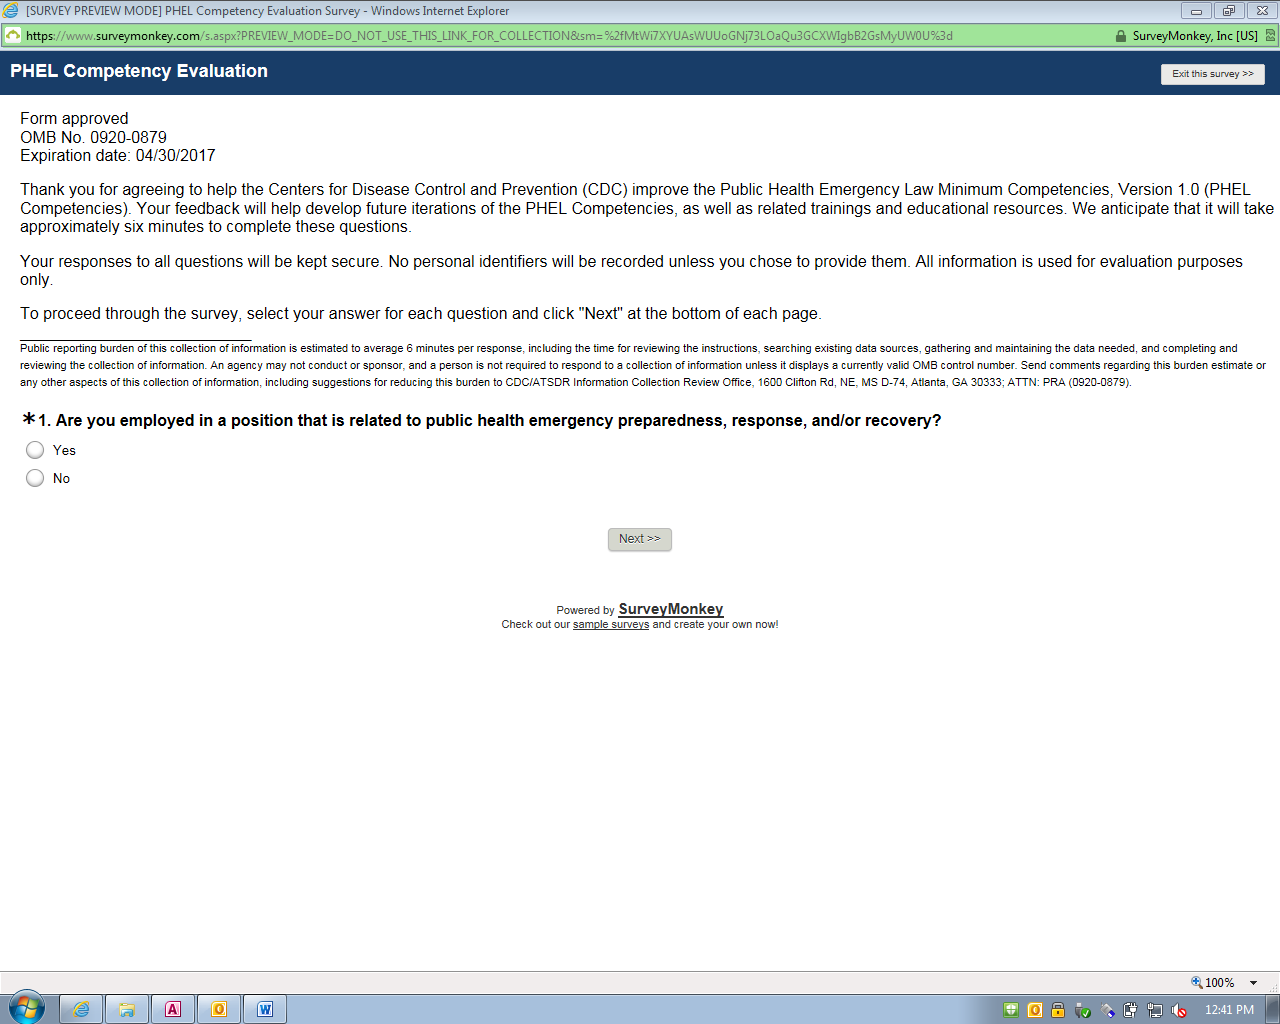 [SURVEY PREVIEW MODE] PHEL Competency Evaluation Survey - Windows Internet Explorer
https://www.surveymonkey.com/s.aspx?PREVIEW_MODE=DO_NOT_USE_THIS_LINK_FOR_COLLECTION&sm=%2fMtWi7XYUAsWUUoGNj73LOaQu3GCXWIgbB2GsMyUW0U%3d
SurveyMonkey, Inc [US]
PHEL Competency Evaluation
Exit this survey >>
Form approved
OMB No. 0920-0879
Expiration date: 04/30/2017
Thank you for agreeing to help the Centers for Disease Control and Prevention (CDC) improve the Public Health Emergency Law Minimum Competencies, Version 1.0 (PHEL
Competencies). Your feedback will help develop future iterations of the PHEL Competencies, as well as related trainings and educational resources. We anticipate that it will take
approximately six minutes to complete these questions.
Your responses to all questions will be kept secure. No personal identifiers will be recorded unless you chose to provide them. All information is used for evaluation purposes
only.
To proceed through the survey, select your answer for each question and click "Next" at the bottom of each page.
Public reporting burden of this collection of information is estimated to average 6 minutes per response, including the time for reviewing the instructions, searching existing data sources, gathering and maintaining the data needed, and completing and
reviewing the collection of information. An agency may not conduct or sponsor, and a person is not required to respond to a collection of information unless it displays a currently valid OMB control number. Send comments regarding this burden estimate or
any other aspects of this collection of information, including suggestions for reducing this burden to CDC/ATSDR Information Collection Review Office, 1600 Clifton Rd, NE, MS D-74, Atlanta, GA 30333; ATTN: PRA (0920-0879).
*1. Are you employed in a position that is related to public health emergency preparedness, response, and/or recovery?
Yes
No
Next >>
Powered by SurveyMonkey
Check out our sample surveys and create your own now!
100%
12:41 PM